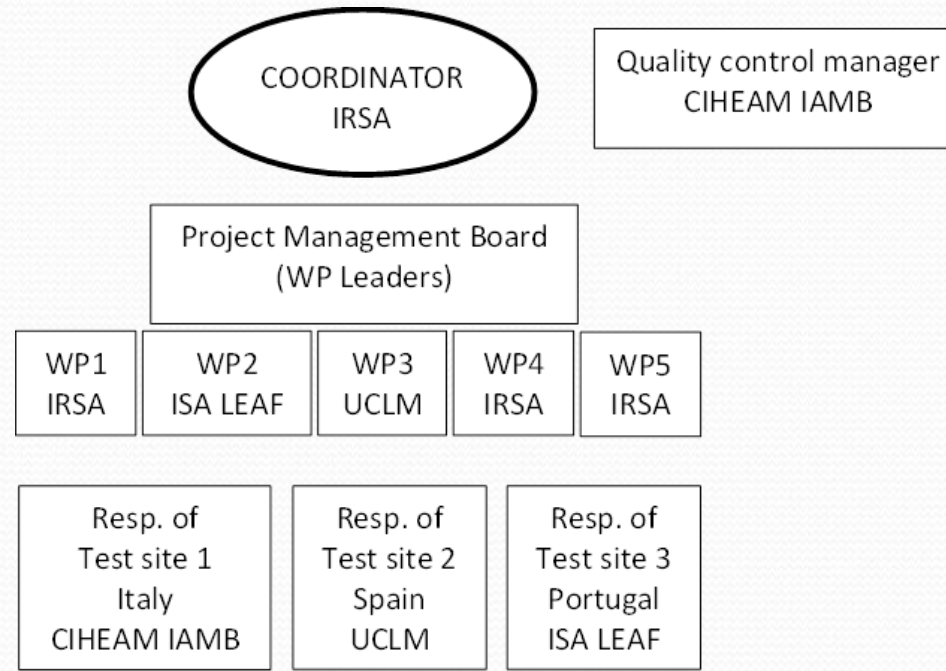 COORDINATOR
IRSA
Quality control manager
CIHEAM IAMB
Project Management Board
(WP Leaders)
WP1
IRSA
WP2
ISA LEAF
WP3
UCLM
WP4
IRSA
WP5
IRSA
Resp. of
Test site 1
Italy
CIHEAM IAMB
Resp. of
Test site 2
Spain
UCLM
Resp. of
Test site 3
Portugal
ISA LEAF